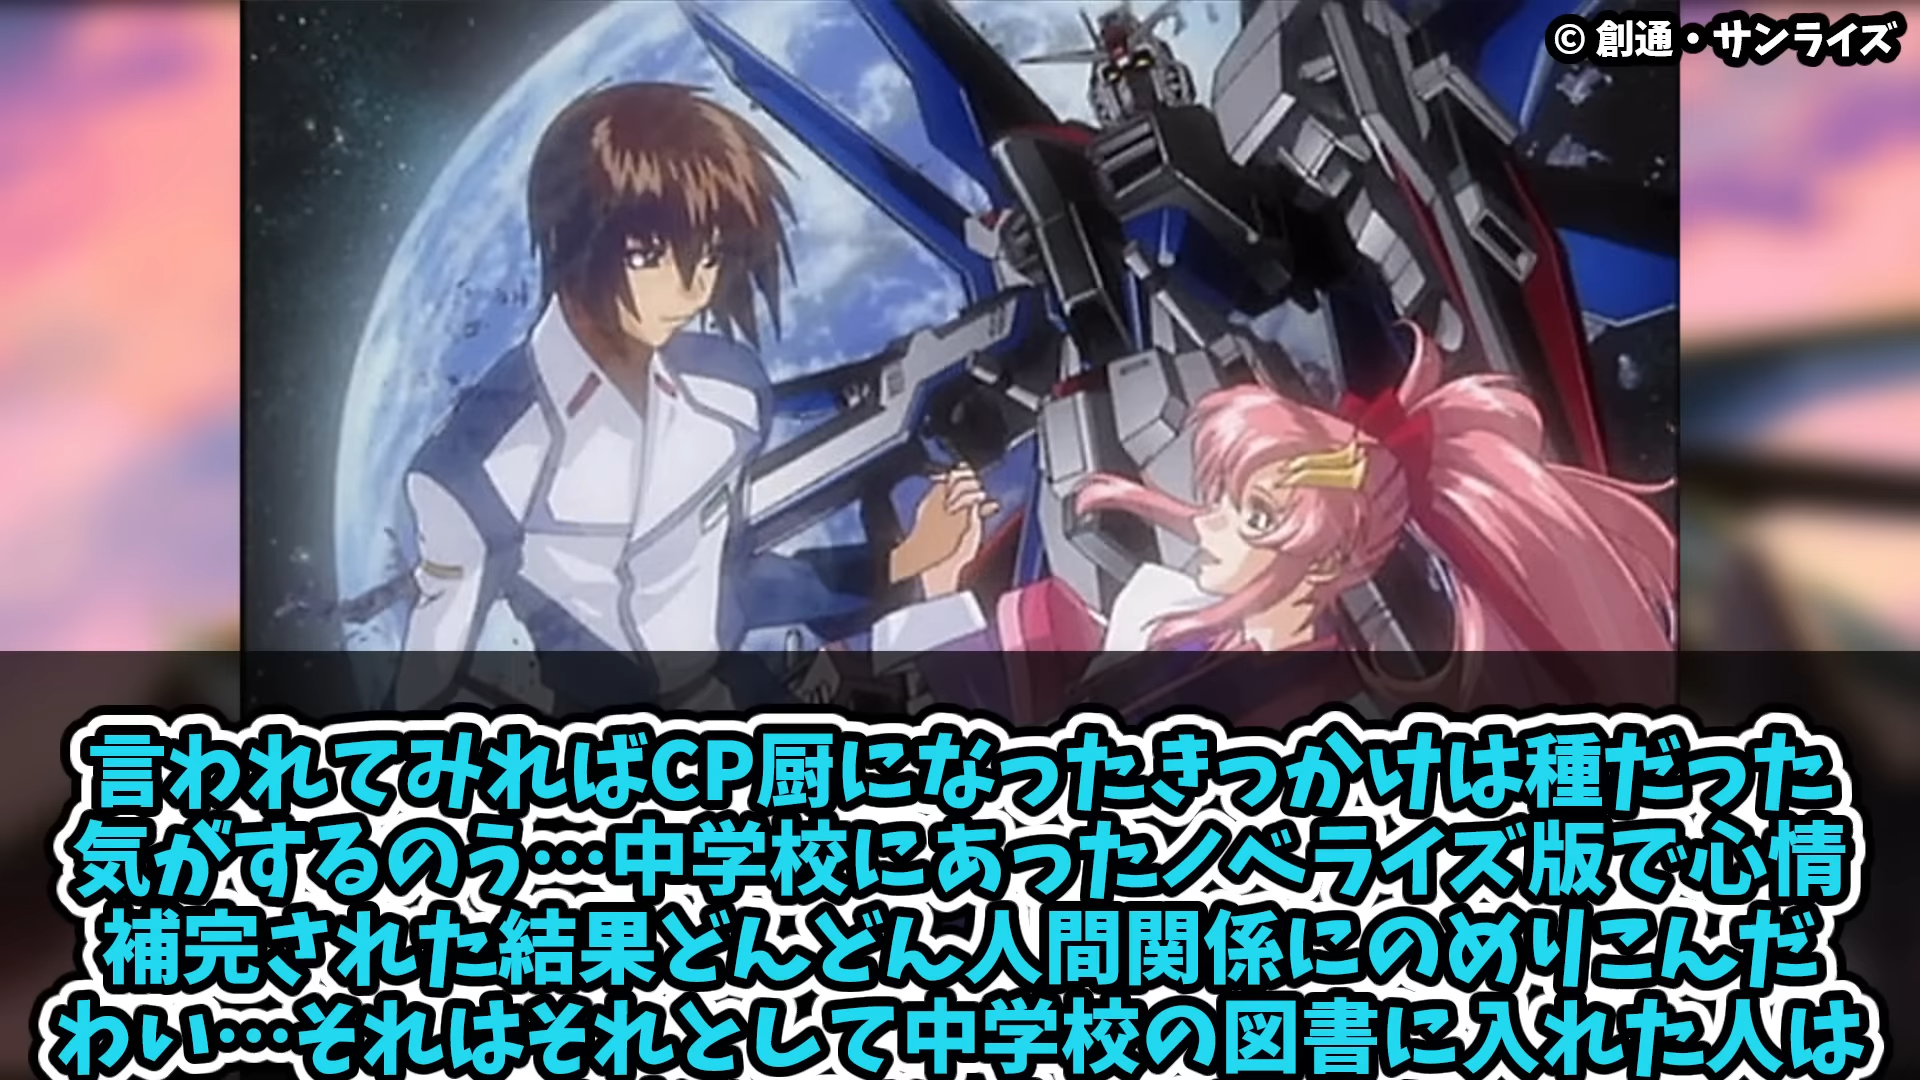 © 創通・サンライズ
言われてみればCP厨になったきっかけは種だった
気がするのう…中学校にあったノベライズ版で心情
補完された結果どんどん人間関係にのめりこんだ
わい…それはそれとして中学校の図書に入れた人は